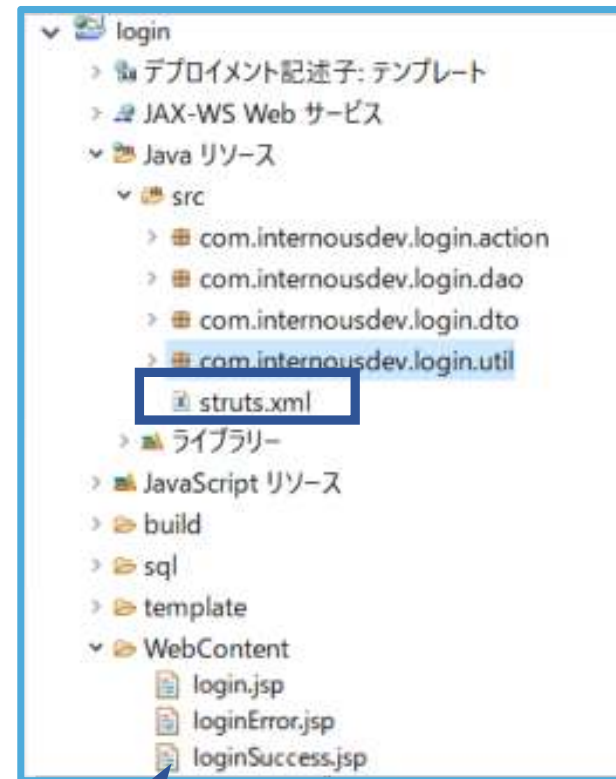 login
デプロイメント記述子: テンプレート
JAX-WS Web サービス
Java リソース
src
com.internousdev.login.action
com.internousdev.login.dao
com.internousdev.login.dto
com.internousdev.login.util
struts.xml
ライブラリー
JavaScript リソース
build
sql
template
WebContent
login.jsp
loginError.jsp
loginSuccess.jsp